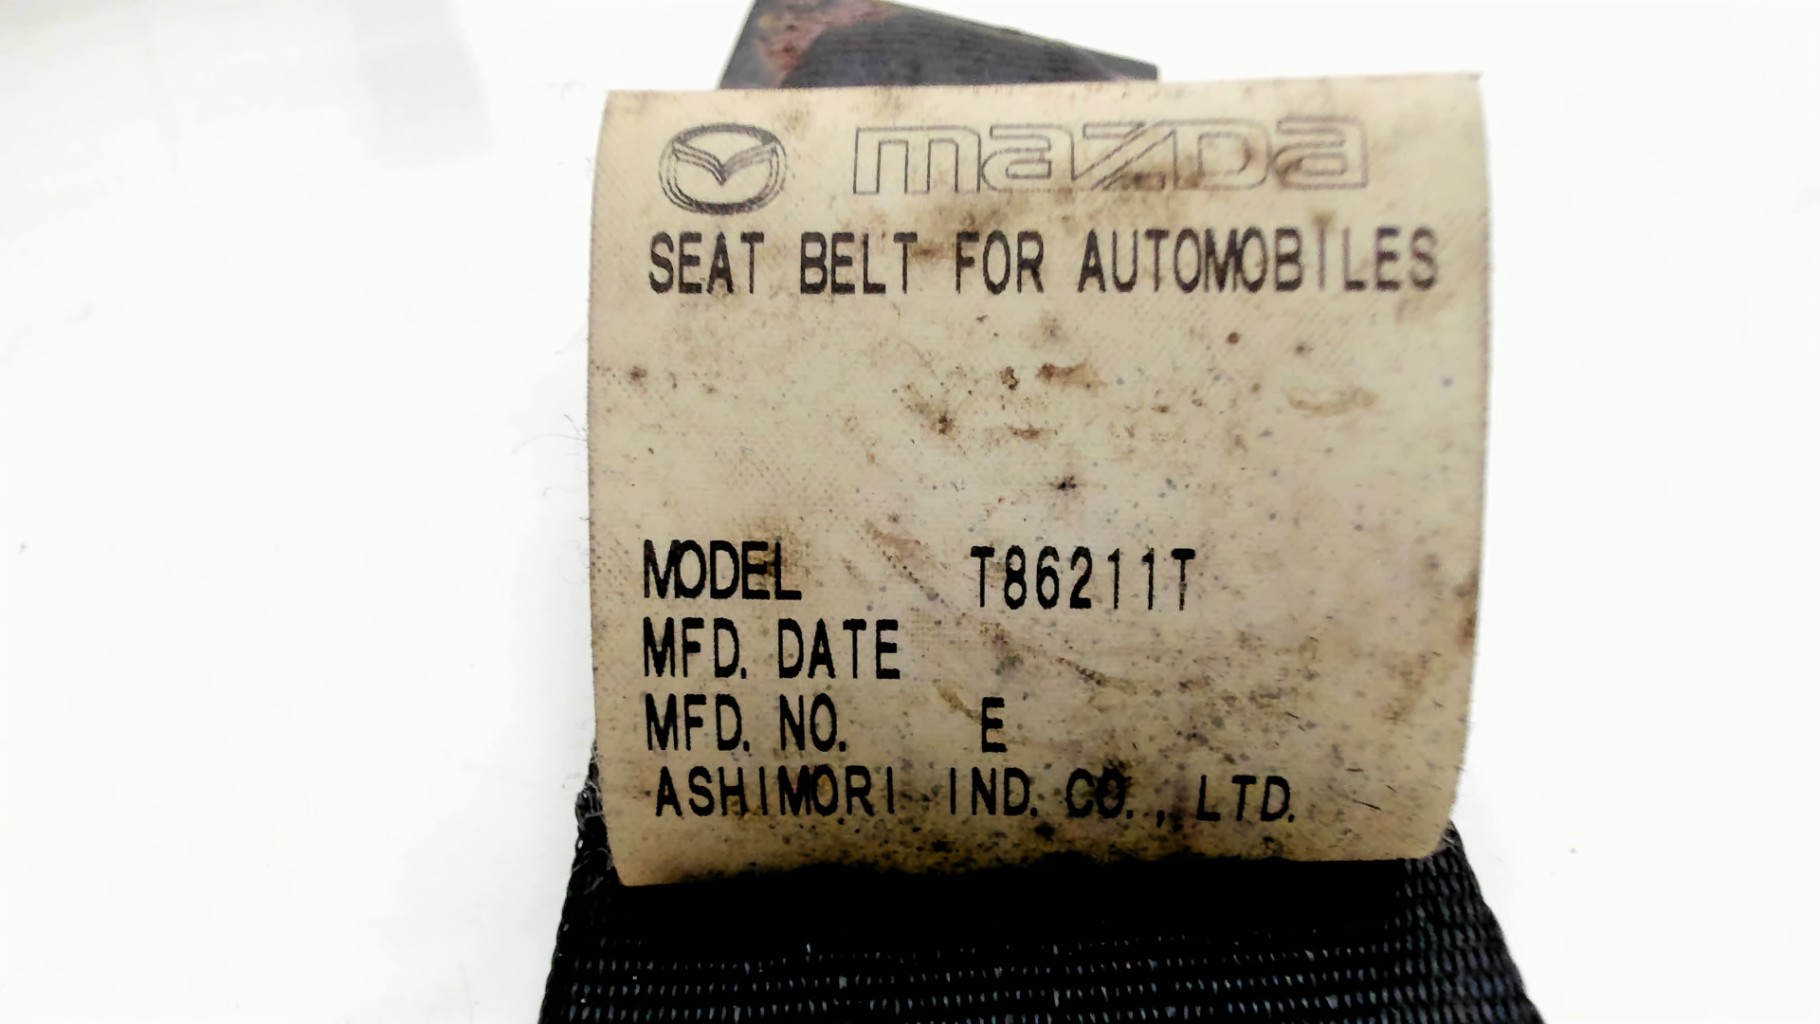 mazda
SEAT BELT FOR AUTOMOBILES
MODEL T86211T
MFD. DATE
MFD. NO. E
ASHIMORI IND. CO., LTD.